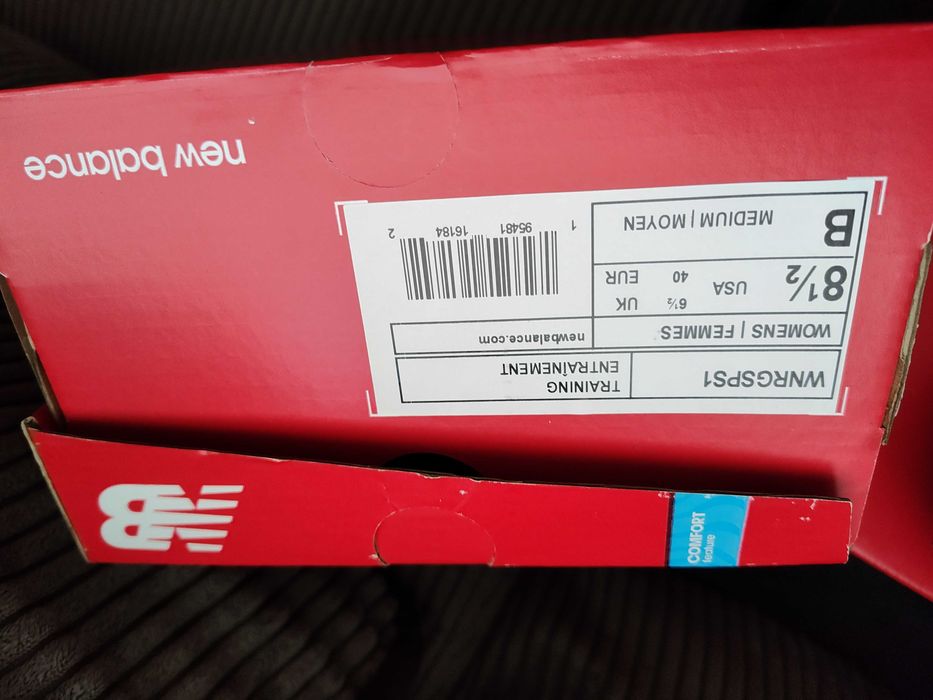 COMFORT
feature
WNRGSPS1
TRAINING
ENTRAÎNEMENT
WOMENS | FEMMES
newbalance.com
8½ USA
6½ UK
40 EUR
B MEDIUM | MOYEN
1 95481 16184 2
new balance